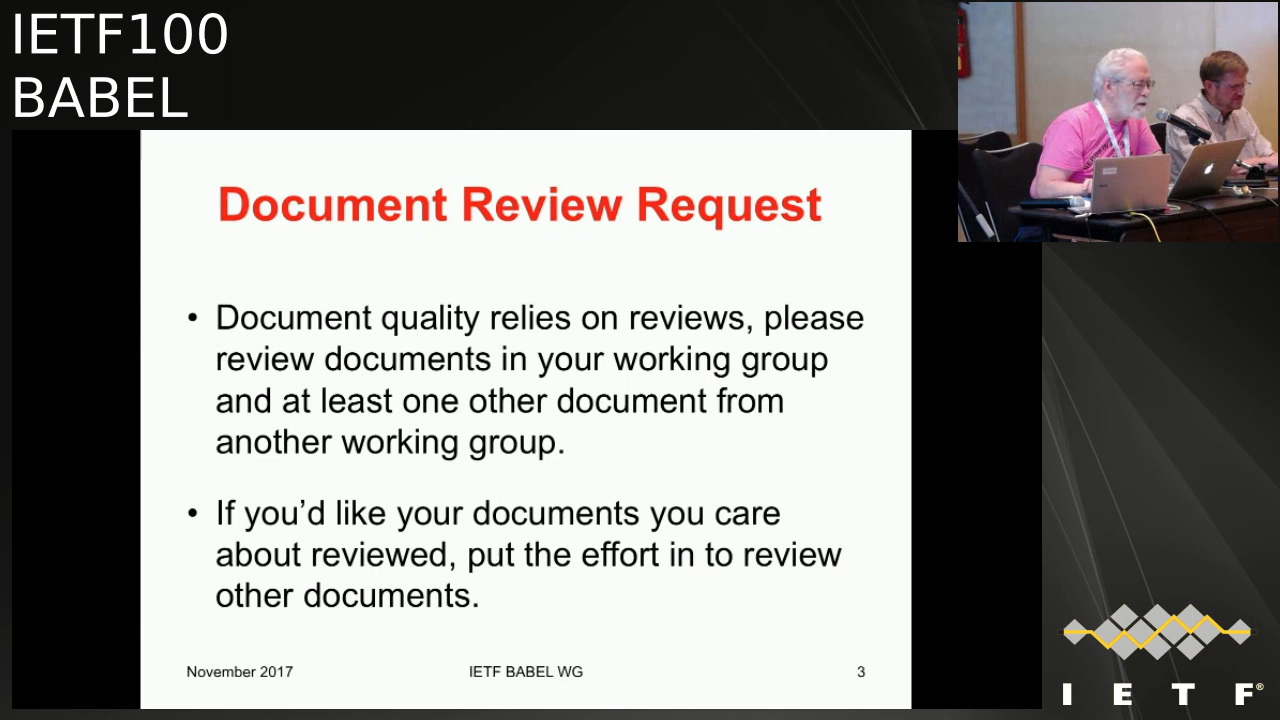 IETF100
BABEL
Document Review Request
• Document quality relies on reviews, please
review documents in your working group
and at least one other document from
another working group.
• If you’d like your documents you care
about reviewed, put the effort in to review
other documents.
November 2017
IETF BABEL WG
3
I E T F®